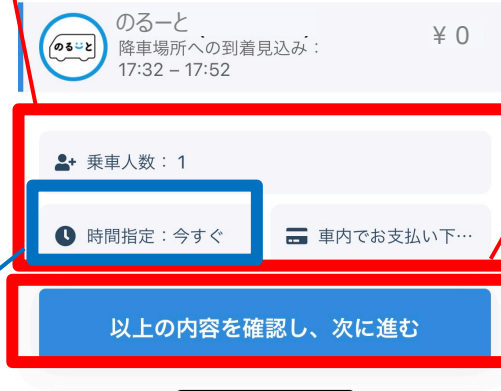 のるーと
のるーと
¥ 0
降車場所への到着見込み：
17:32 – 17:52
乗車人数： 1
時間指定：今すぐ
車内でお支払い下…
以上の内容を確認し、次に進む